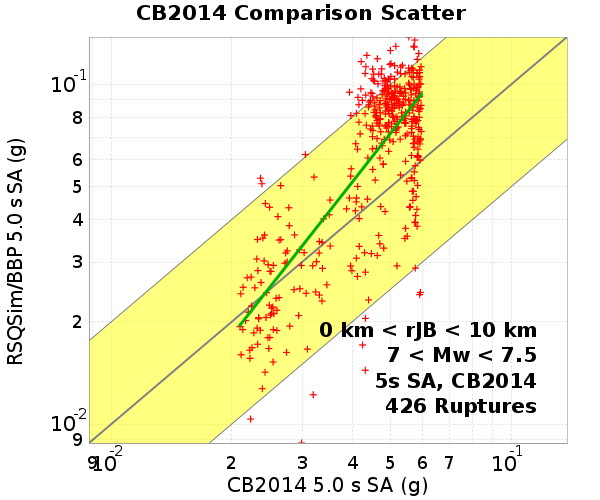 CB2014 Comparison Scatter
RSQSim/BBP 5.0 s SA (g)
10-1
8
6
5
4
3
2
10-2
9
0 km < rJB < 10 km
7 < Mw < 7.5
5s SA, CB2014
426 Ruptures
9 10-2 2 3 4 5 6 7 10-1
CB2014 5.0 s SA (g)